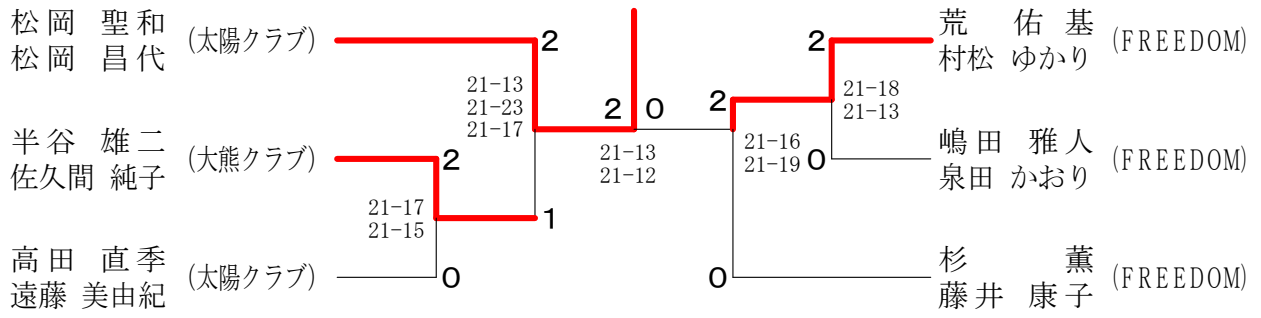 松岡 聖和
松岡 昌代
(太陽クラブ)
2
21-13
21-23
21-17
半谷 雄二
佐久間 純子
(大熊クラブ)
2
21-17
21-15
1
高田 直季
遠藤 美由紀
(太陽クラブ)
0
2 0
21-13
21-12
荒 佑基
村松 ゆかり
(FREEDOM)
2
21-18
21-13
2
21-16
21-19
嶋田 雅人
泉田 かおり
(FREEDOM)
0
杉 薫
藤井 康子
(FREEDOM)
0